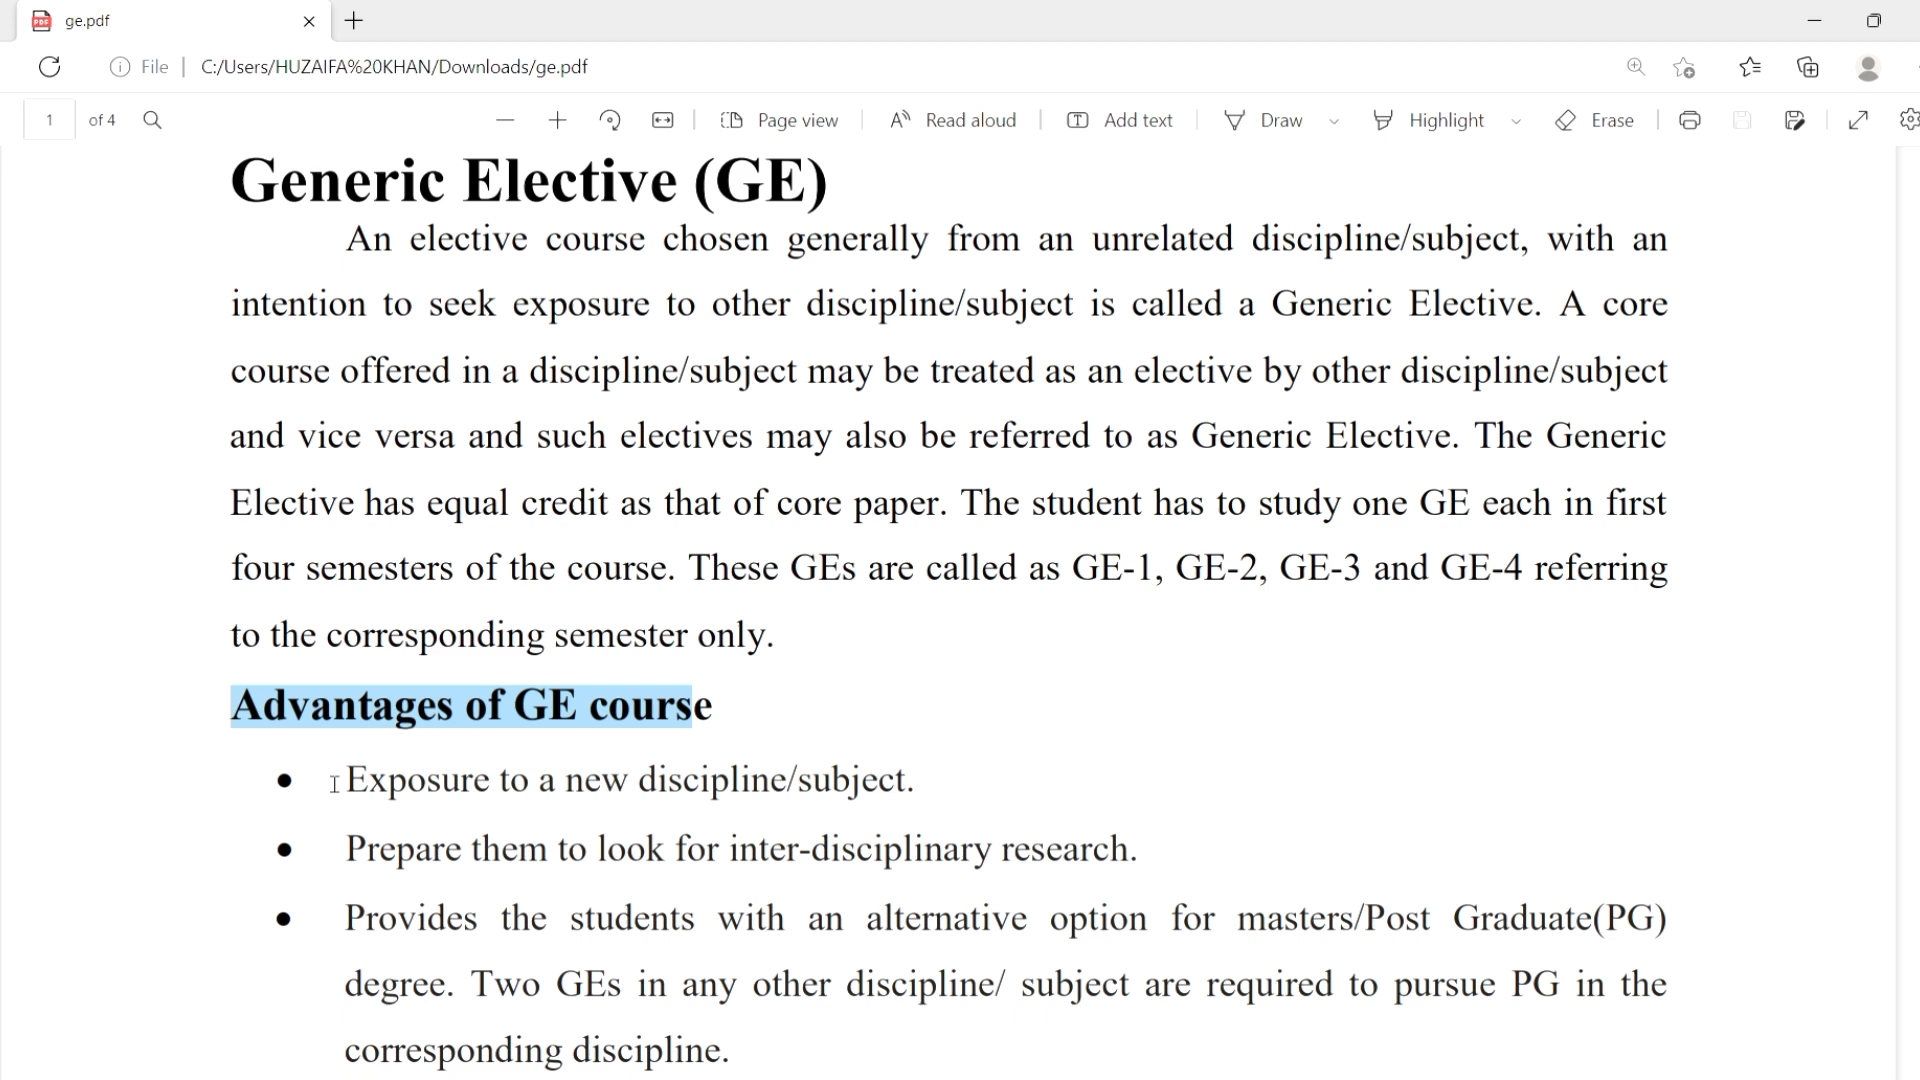 ge.pdf
File
C:/Users/HUZAIFA%20KHAN/Downloads/ge.pdf
1 of 4 Page view Read aloud Add text Draw Highlight Erase
Generic Elective (GE)
An elective course chosen generally from an unrelated discipline/subject, with an
intention to seek exposure to other discipline/subject is called a Generic Elective. A core
course offered in a discipline/subject may be treated as an elective by other discipline/subject
and vice versa and such electives may also be referred to as Generic Elective. The Generic
Elective has equal credit as that of core paper. The student has to study one GE each in first
four semesters of the course. These GEs are called as GE-1, GE-2, GE-3 and GE-4 referring
to the corresponding semester only.
Advantages of GE course
• Exposure to a new discipline/subject.
• Prepare them to look for inter-disciplinary research.
• Provides the students with an alternative option for masters/Post Graduate(PG)
degree. Two GEs in any other discipline/ subject are required to pursue PG in the
corresponding discipline.